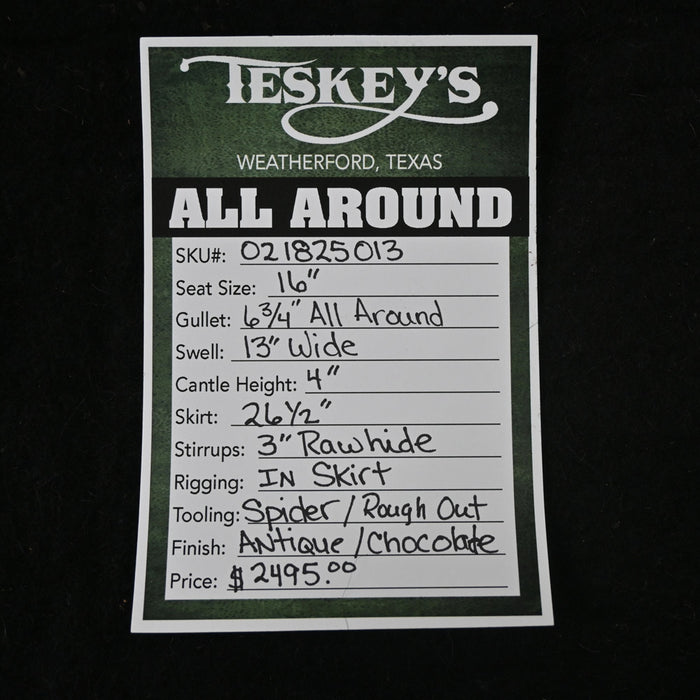 TESKEY'S
WEATHERFORD, TEXAS
ALL AROUND
SKU#: 021825013
Seat Size: 16"
Gullet: 6 3/4" All Around
Swell: 13" Wide
Cantle Height: 4"
Skirt: 26 1/2"
Stirrups: 3" Rawhide
Rigging: IN Skirt
Tooling: Spider / Rough Out
Finish: ANtique / Chocolate
Price: $ 2495.00